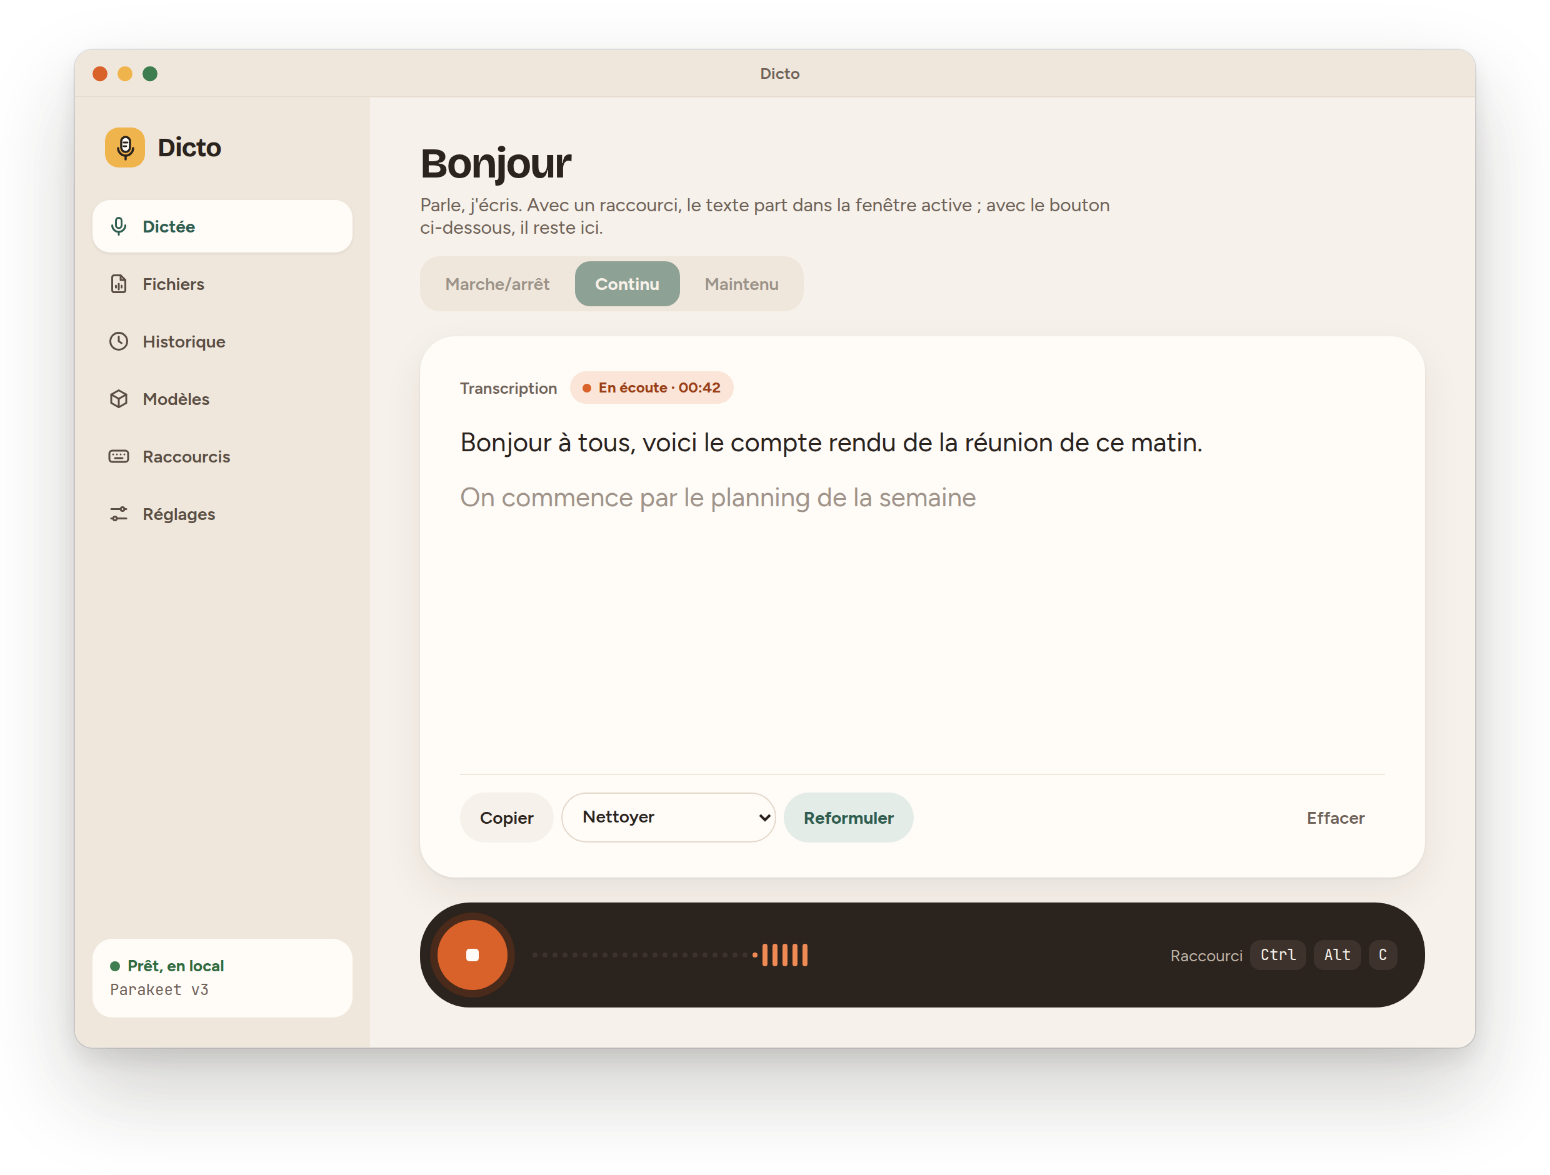 Dicto
Dicto
Dictée
Fichiers
Historique
Modèles
Raccourcis
Réglages
Prêt, en local
Parakeet v3
Bonjour
Parle, j'écris. Avec un raccourci, le texte part dans la fenêtre active ; avec le bouton
ci-dessous, il reste ici.
Marche/arrêt Continu Maintenu
Transcription En écoute · 00:42
Bonjour à tous, voici le compte rendu de la réunion de ce matin.
On commence par le planning de la semaine
Copier Nettoyer Reformuler Effacer
Raccourci Ctrl Alt C